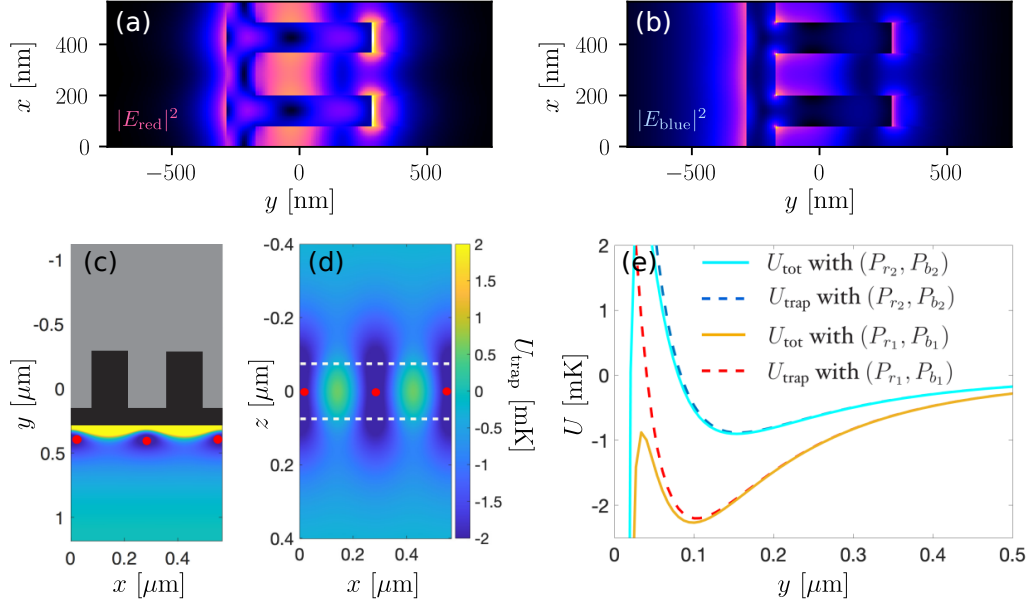 (a)
x [nm]
400
200
0
|E_red|^2
−500
0
500
y [nm]
(b)
x [nm]
400
200
0
|E_blue|^2
−500
0
500
y [nm]
(c)
y [μm]
-1
-0.5
0
0.5
1
0
0.2
0.4
x [μm]
(d)
z [μm]
-0.4
-0.2
0
0.2
0.4
0
0.2
0.4
x [μm]
2
1.5
1
0.5
0
-0.5
-1
-1.5
-2
U_trap [mK]
(e)
U [mK]
2
1
0
-1
-2
U_tot with (P_r2, P_b2)
U_trap with (P_r2, P_b2)
U_tot with (P_r1, P_b1)
U_trap with (P_r1, P_b1)
0
0.1
0.2
0.3
0.4
0.5
y [μm]